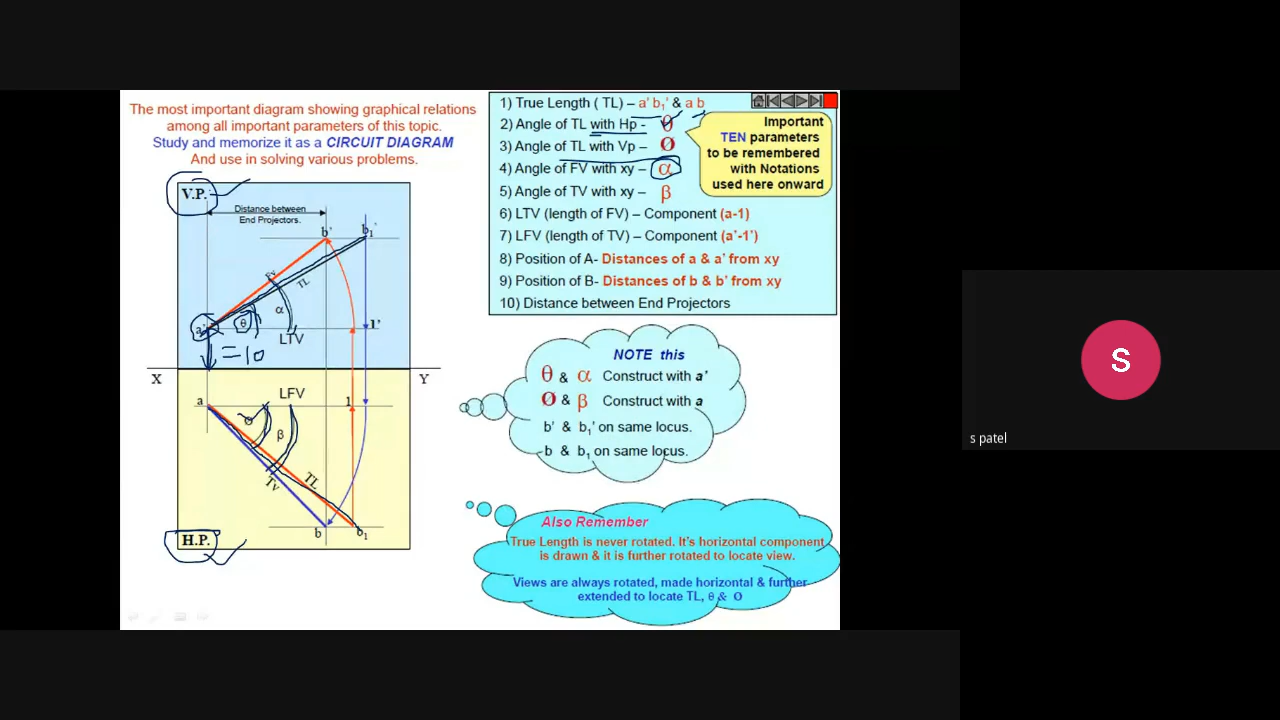 The most important diagram showing graphical relations
among all important parameters of this topic.
Study and memorize it as a CIRCUIT DIAGRAM
And use in solving various problems.
V.P.
Distance between
End Projectors.
b'
b1'
Fv
TL
α
a'
θ
1'
LTV
=10
X
Y
a
LFV
1
Ø
β
TL
Tv
b
b1
H.P.
1) True Length ( TL) – a' b1' & a b
2) Angle of TL with Hp - θ
3) Angle of TL with Vp – Ø
4) Angle of FV with xy – α
5) Angle of TV with xy – β
6) LTV (length of FV) – Component (a-1)
7) LFV (length of TV) – Component (a'-1')
8) Position of A- Distances of a & a' from xy
9) Position of B- Distances of b & b' from xy
10) Distance between End Projectors
Important
TEN parameters
to be remembered
with Notations
used here onward
NOTE this
θ & α Construct with a'
Ø & β Construct with a
b' & b1' on same locus.
b & b1 on same locus.
Also Remember
True Length is never rotated. It's horizontal component
is drawn & it is further rotated to locate view.
Views are always rotated, made horizontal & further
extended to locate TL, θ & Ø
S
s patel